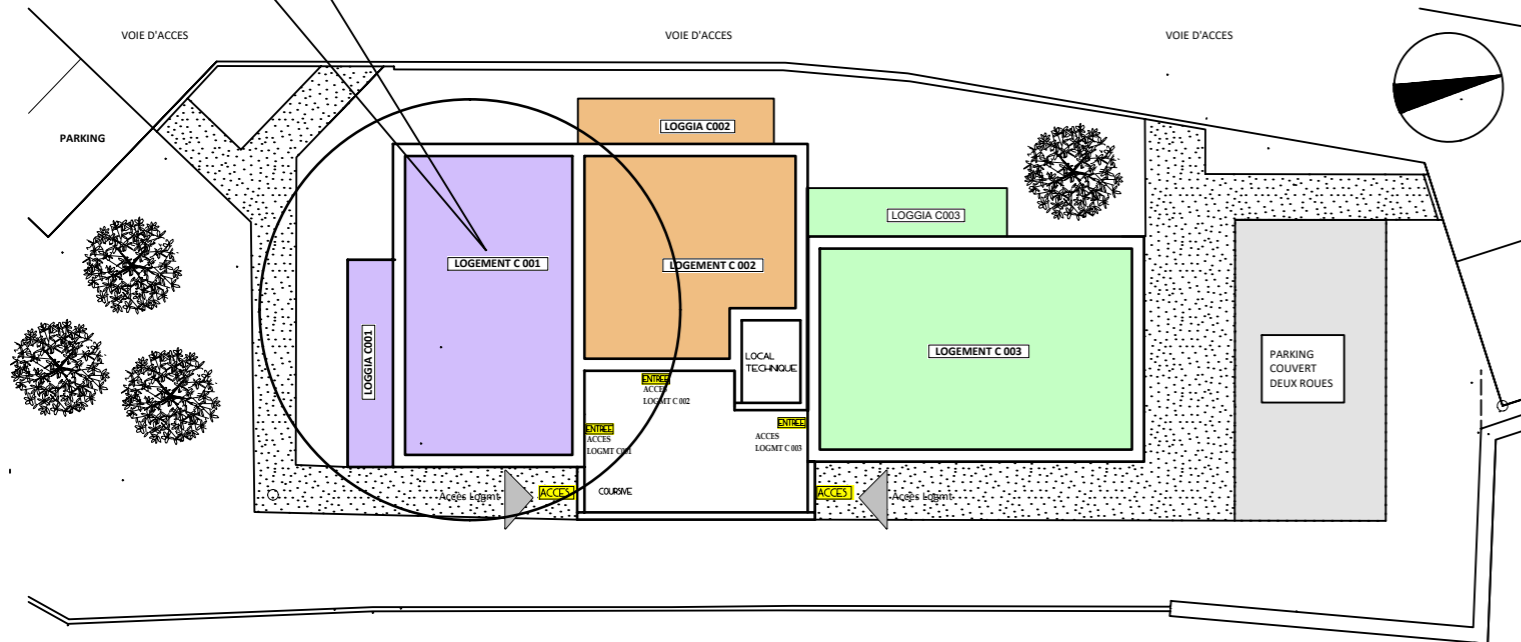 VOIE D'ACCES
VOIE D'ACCES
VOIE D'ACCES
PARKING
LOGGIA C002
LOGGIA C003
LOGEMENT C 001
LOGEMENT C 002
LOGGIA C001
LOGEMENT C 003
LOCAL
TECHNIQUE
PARKING
COUVERT
DEUX ROUES
ENTREE
ACCES
LOGMT C 002
ENTREE
ACCES
LOGMT C001
ENTREE
ACCES
LOGMT C 003
COURSIVE
Accès Logmt
ACCES
ACCES
Accès Logmt